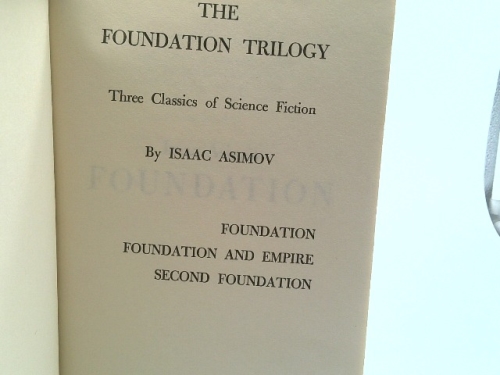 THE
FOUNDATION TRILOGY
Three Classics of Science Fiction
By ISAAC ASIMOV
FOUNDATION
FOUNDATION
FOUNDATION AND EMPIRE
SECOND FOUNDATION